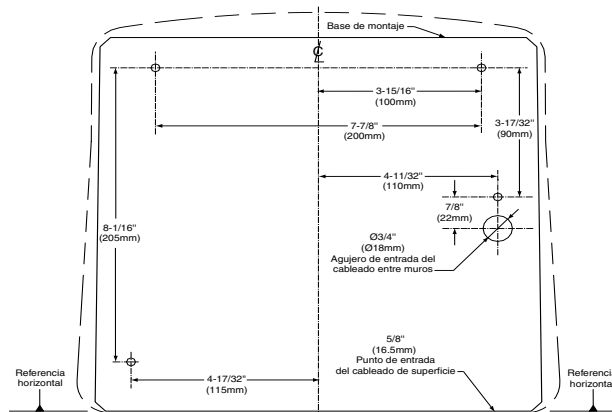 Base de montaje
℄
3-15/16"
(100mm)
7-7/8"
(200mm)
3-17/32"
(90mm)
4-11/32"
(110mm)
7/8"
(22mm)
8-1/16"
(205mm)
Ø3/4"
(Ø18mm)
Agujero de entrada del
cableado entre muros
5/8"
(16.5mm)
Punto de entrada
del cableado de superficie
4-17/32"
(115mm)
Referencia
horizontal
Referencia
horizontal